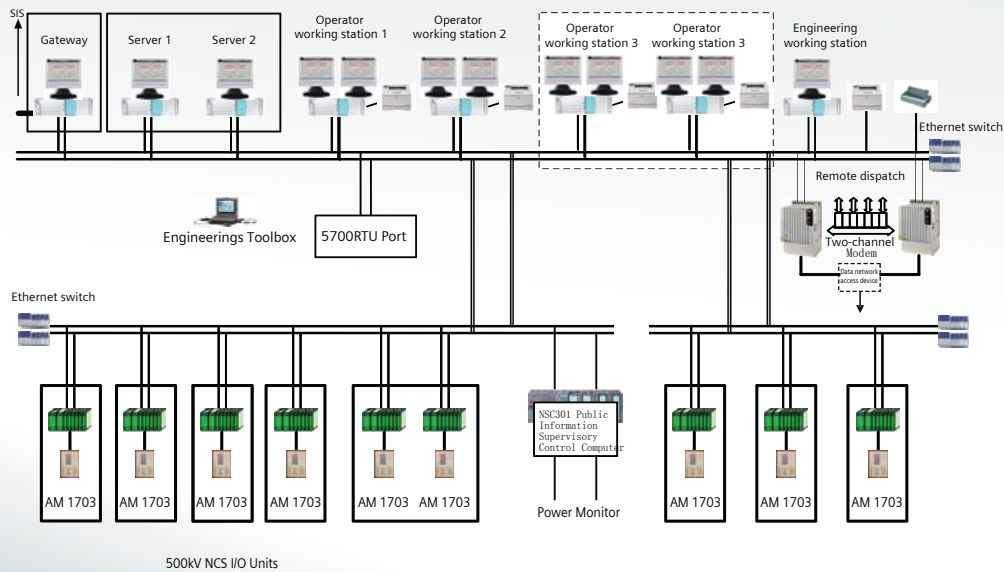 SIS
Gateway
Server 1
Server 2
Operator
working station 1
Operator
working station 2
Operator
working station 3
Operator
working station 3
Engineering
working station
Ethernet switch
Remote dispatch
Engineerings Toolbox
5700RTU Port
Two-channel
Modem
Data network
access device
Ethernet switch
NSC301 Public
Information
Supervisory
Control Computer
AM 1703
AM 1703
AM 1703
AM 1703
AM 1703
AM 1703
Power Monitor
AM 1703
AM 1703
AM 1703
500kV NCS I/O Units